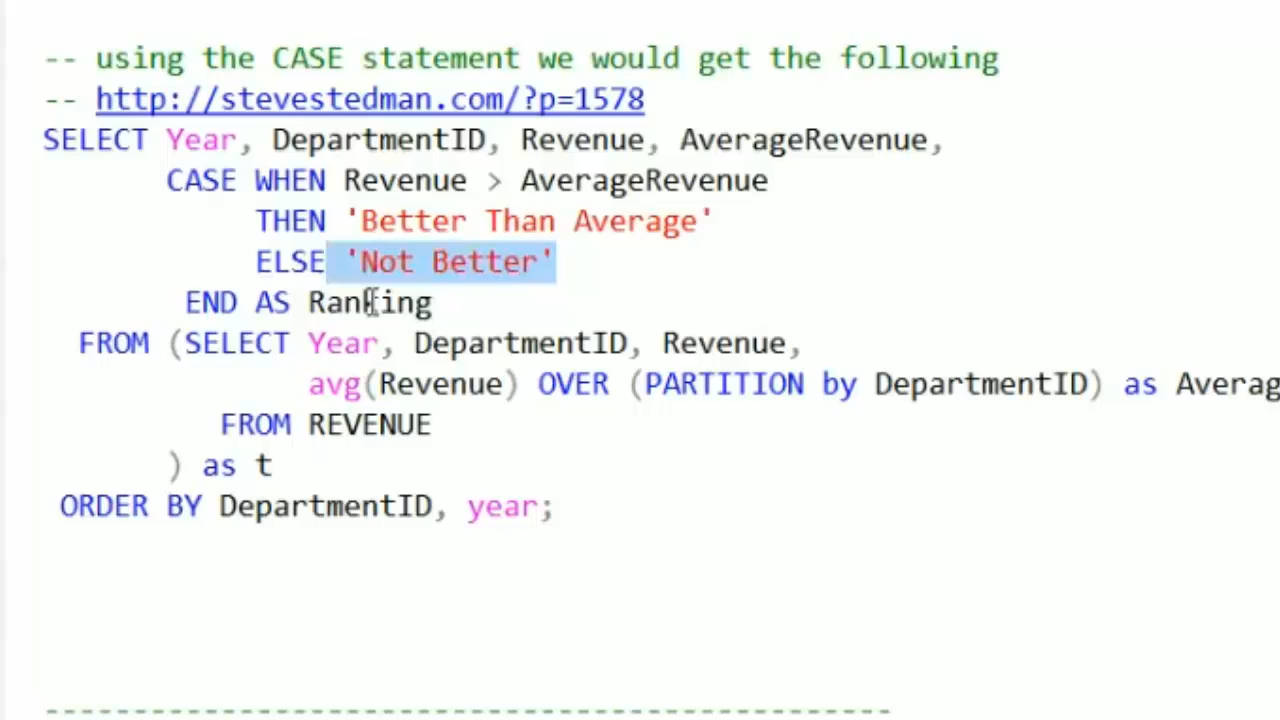 -- using the CASE statement we would get the following
-- http://stevestedman.com/?p=1578
SELECT Year, DepartmentID, Revenue, AverageRevenue,
CASE WHEN Revenue > AverageRevenue
THEN 'Better Than Average'
ELSE 'Not Better'
END AS Ranking
FROM (SELECT Year, DepartmentID, Revenue,
avg(Revenue) OVER (PARTITION by DepartmentID) as Averag
FROM REVENUE
) as t
ORDER BY DepartmentID, year;
------------------------------------------------